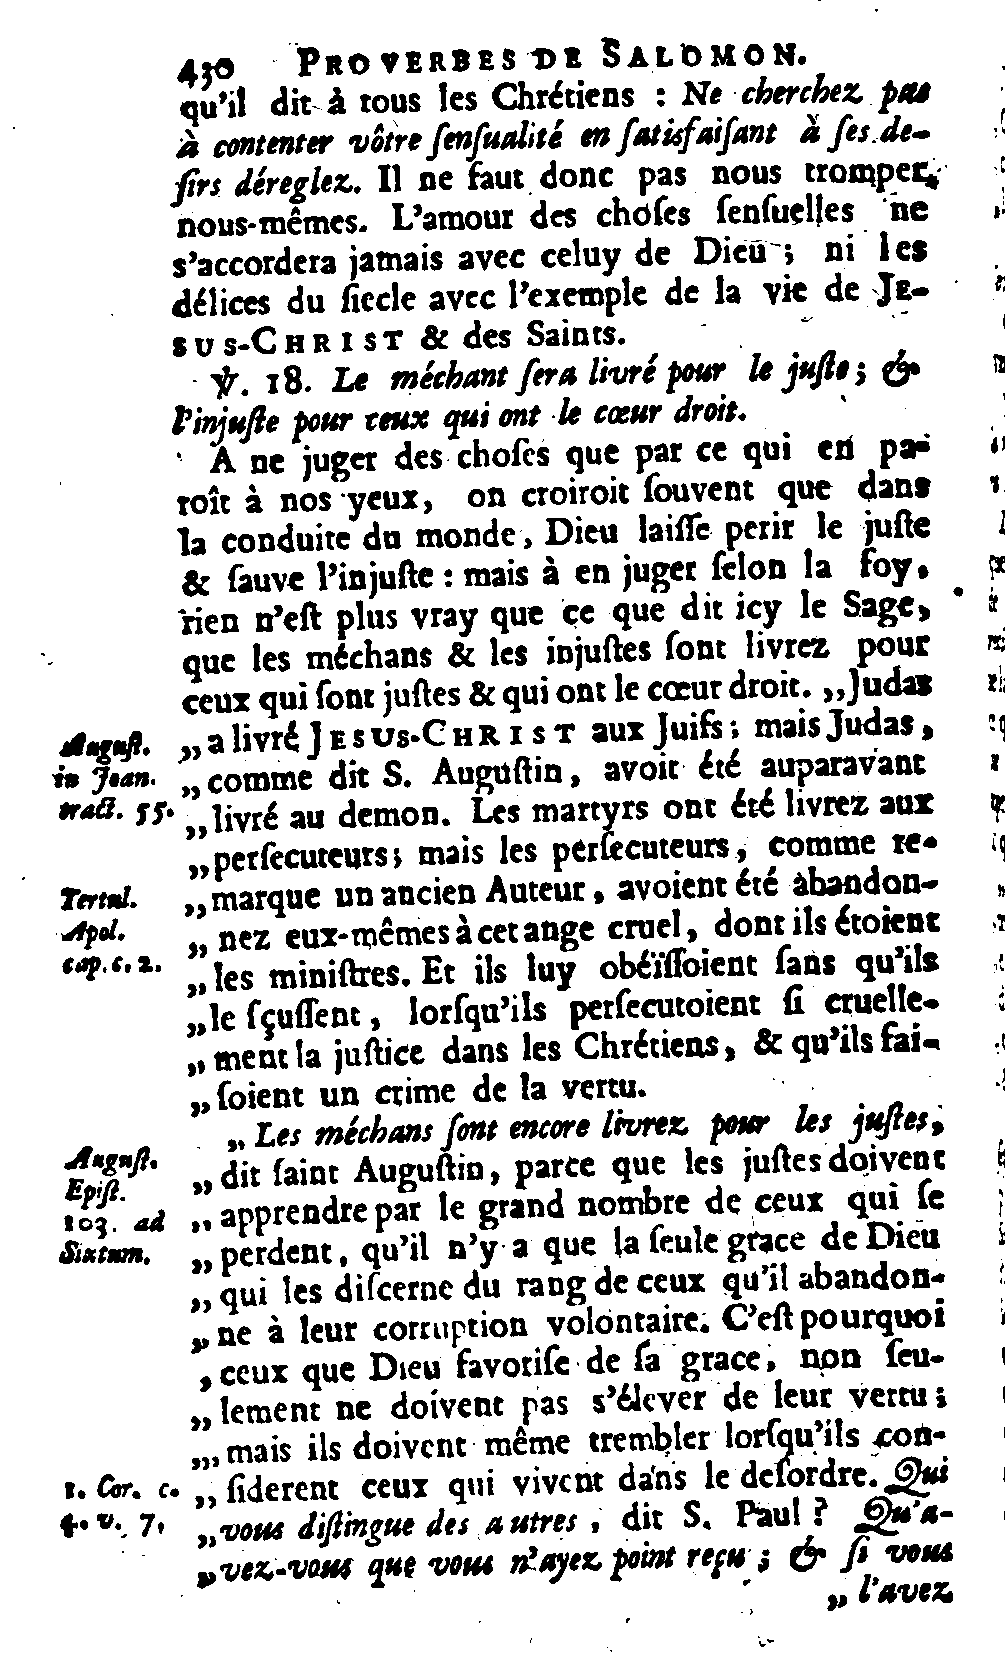 430 PROVERBES DE SALOMON.
qu'il dit à tous les Chrétiens : Ne cherchez pas
à contenter vôtre ſenſualité en ſatisfaiſant à ſes de-
ſirs déreglez. Il ne faut donc pas nous tromper
nous-mêmes. L'amour des choſes ſenſuelles ne
s'accordera jamais avec celuy de Dieu ; ni les
délices du ſiecle avec l'exemple de la vie de JE-
SUS-CHRIST & des Saints.
℣. 18. Le méchant ſera livré pour le juſte ; &
l'injuſte pour ceux qui ont le cœur droit.
A ne juger des choſes que par ce qui en pa-
roît à nos yeux, on croiroit ſouvent que dans
la conduite du monde, Dieu laiſſe perir le juſte
& ſauve l'injuſte : mais à en juger ſelon la foy,
rien n'eſt plus vray que ce que dit icy le Sage,
que les méchans & les injuſtes ſont livrez pour
ceux qui ſont juſtes & qui ont le cœur droit. „Judas
Auguſt. „a livré JESUS-CHRIST aux Juifs ; mais Judas,
in Joan. „comme dit S. Auguſtin, avoit été auparavant
tract. 55. „livré au demon. Les martyrs ont été livrez aux
„perſecuteurs ; mais les perſecuteurs, comme re-
Tertul. „marque un ancien Auteur, avoient été abandon-
Apol. „nez eux-mêmes à cet ange cruel, dont ils étoient
cap. c. 2. „les miniſtres. Et ils luy obéïſſoient ſans qu'ils
„le ſçuſſent, lorſqu'ils perſecutoient ſi cruelle-
„ment la juſtice dans les Chrétiens, & qu'ils fai-
„ſoient un crime de la vertu.
„Les méchans ſont encore livrez pour les juſtes,
Auguſt. „dit ſaint Auguſtin, parce que les juſtes doivent
Epiſt.
103. ad „apprendre par le grand nombre de ceux qui ſe
Sixtum. „perdent, qu'il n'y a que la ſeule grace de Dieu
„qui les diſcerne du rang de ceux qu'il abandon-
„ne à leur corruption volontaire. C'eſt pourquoi
„ceux que Dieu favoriſe de ſa grace, non ſeu-
„lement ne doivent pas s'élever de leur vertu ;
„mais ils doivent même trembler lorſqu'ils con-
1. Cor. c. „ſiderent ceux qui vivent dans le deſordre. Qui
4. v. 7. „vous diſtingue des autres, dit S. Paul ? Qu'a-
„vez-vous que vous n'ayez point reçu ; & ſi vous
„l'avez